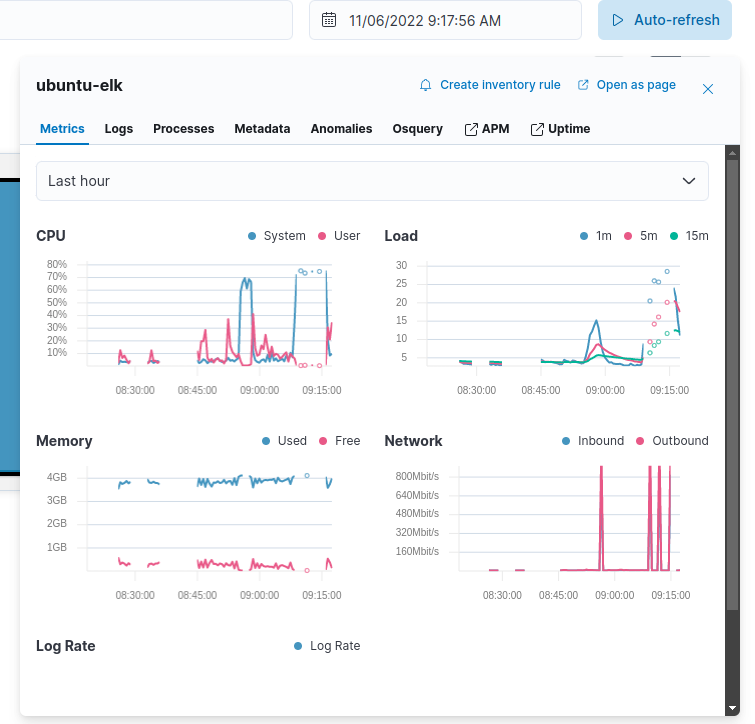 11/06/2022 9:17:56 AM
Auto-refresh
ubuntu-elk
Create inventory rule
Open as page
Metrics Logs Processes Metadata Anomalies Osquery APM Uptime
Last hour
CPU
System User
80%
70%
60%
50%
40%
30%
20%
10%
08:30:00 08:45:00 09:00:00 09:15:00
Load
1m 5m 15m
30
25
20
15
10
5
08:30:00 08:45:00 09:00:00 09:15:00
Memory
Used Free
4GB
3GB
2GB
1GB
08:30:00 08:45:00 09:00:00 09:15:00
Network
Inbound Outbound
800Mbit/s
640Mbit/s
480Mbit/s
320Mbit/s
160Mbit/s
08:30:00 08:45:00 09:00:00 09:15:00
Log Rate
Log Rate